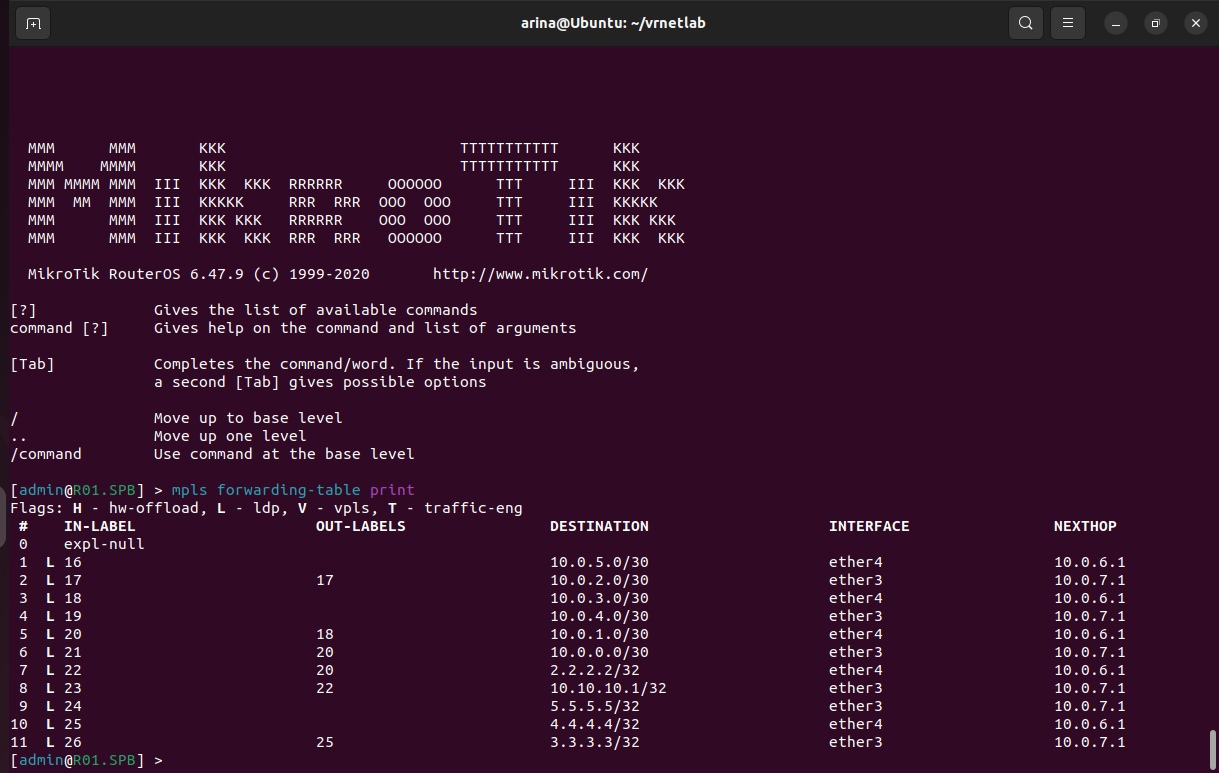 arina@Ubuntu: ~/vrnetlab
  MMM      MMM       KKK                          TTTTTTTTTTT      KKK
  MMMM    MMMM       KKK                          TTTTTTTTTTT      KKK
  MMM MMMM MMM  III  KKK  KKK  RRRRRR     OOOOOO      TTT     III  KKK  KKK
  MMM  MM  MMM  III  KKKKK     RRR  RRR  OOO  OOO     TTT     III  KKKKK
  MMM      MMM  III  KKK KKK   RRRRRR    OOO  OOO     TTT     III  KKK KKK
  MMM      MMM  III  KKK  KKK  RRR  RRR   OOOOOO      TTT     III  KKK  KKK
  MikroTik RouterOS 6.47.9 (c) 1999-2020       http://www.mikrotik.com/
[?]             Gives the list of available commands
command [?]     Gives help on the command and list of arguments
[Tab]           Completes the command/word. If the input is ambiguous,
                a second [Tab] gives possible options
/               Move up to base level
..              Move up one level
/command        Use command at the base level
[admin@R01.SPB] > mpls forwarding-table print
Flags: H - hw-offload, L - ldp, V - vpls, T - traffic-eng
 #    IN-LABEL                    OUT-LABELS                DESTINATION                    INTERFACE                NEXTHOP
 0    expl-null
 1  L 16                                                    10.0.5.0/30                    ether4                   10.0.6.1
 2  L 17                          17                        10.0.2.0/30                    ether3                   10.0.7.1
 3  L 18                                                    10.0.3.0/30                    ether4                   10.0.6.1
 4  L 19                                                    10.0.4.0/30                    ether3                   10.0.7.1
 5  L 20                          18                        10.0.1.0/30                    ether4                   10.0.6.1
 6  L 21                          20                        10.0.0.0/30                    ether3                   10.0.7.1
 7  L 22                          20                        2.2.2.2/32                     ether4                   10.0.6.1
 8  L 23                          22                        10.10.10.1/32                  ether3                   10.0.7.1
 9  L 24                                                    5.5.5.5/32                     ether3                   10.0.7.1
10  L 25                                                    4.4.4.4/32                     ether4                   10.0.6.1
11  L 26                          25                        3.3.3.3/32                     ether3                   10.0.7.1
[admin@R01.SPB] >